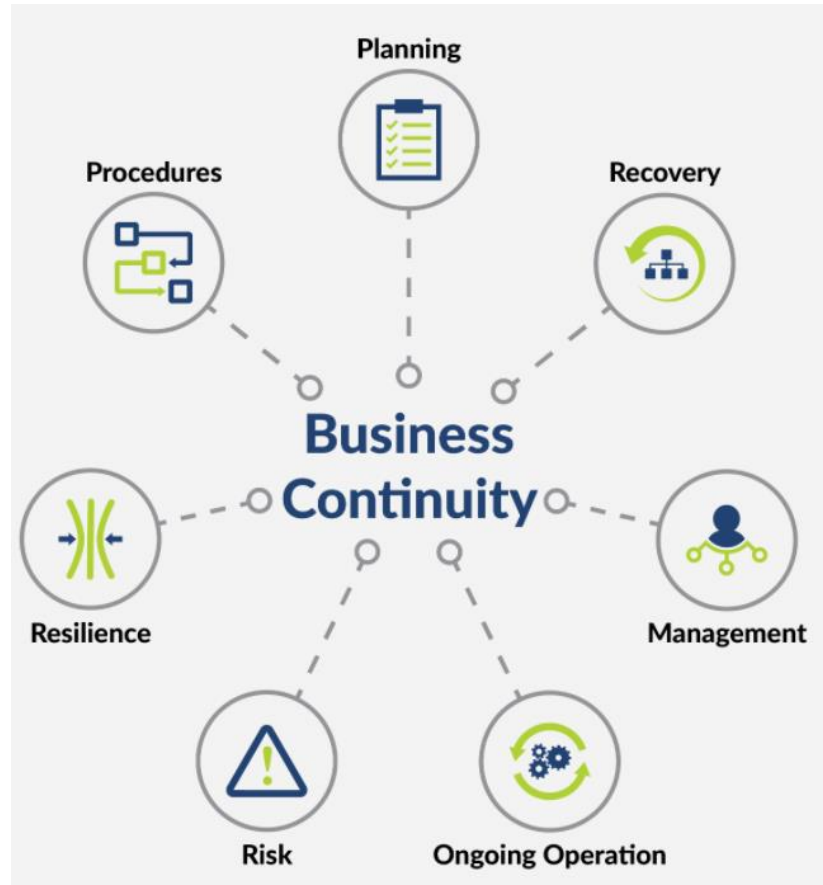 Planning
Procedures
Recovery
Business
Continuity
Resilience
Management
Risk
Ongoing Operation